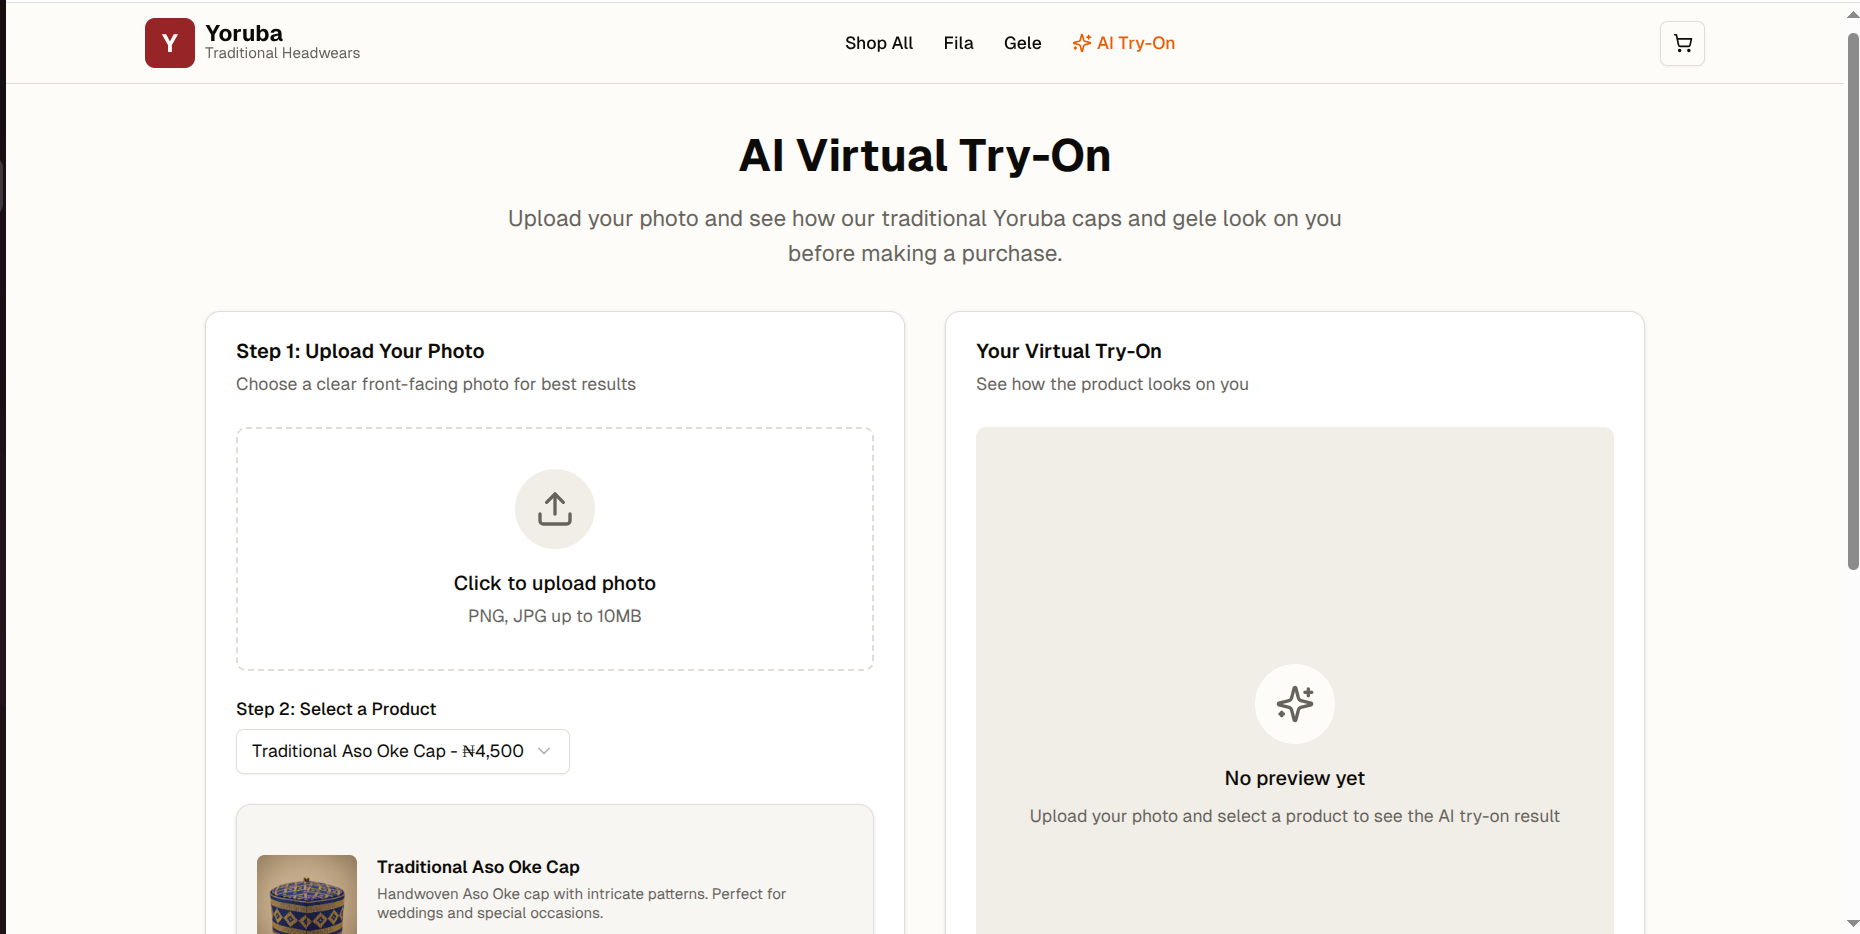 Y
Yoruba
Traditional Headwears
Shop All
Fila
Gele
AI Try-On
AI Virtual Try-On
Upload your photo and see how our traditional Yoruba caps and gele look on you
before making a purchase.
Step 1: Upload Your Photo
Choose a clear front-facing photo for best results
Click to upload photo
PNG, JPG up to 10MB
Step 2: Select a Product
Traditional Aso Oke Cap - ₦4,500
Traditional Aso Oke Cap
Handwoven Aso Oke cap with intricate patterns. Perfect for
weddings and special occasions.
Your Virtual Try-On
See how the product looks on you
No preview yet
Upload your photo and select a product to see the AI try-on result